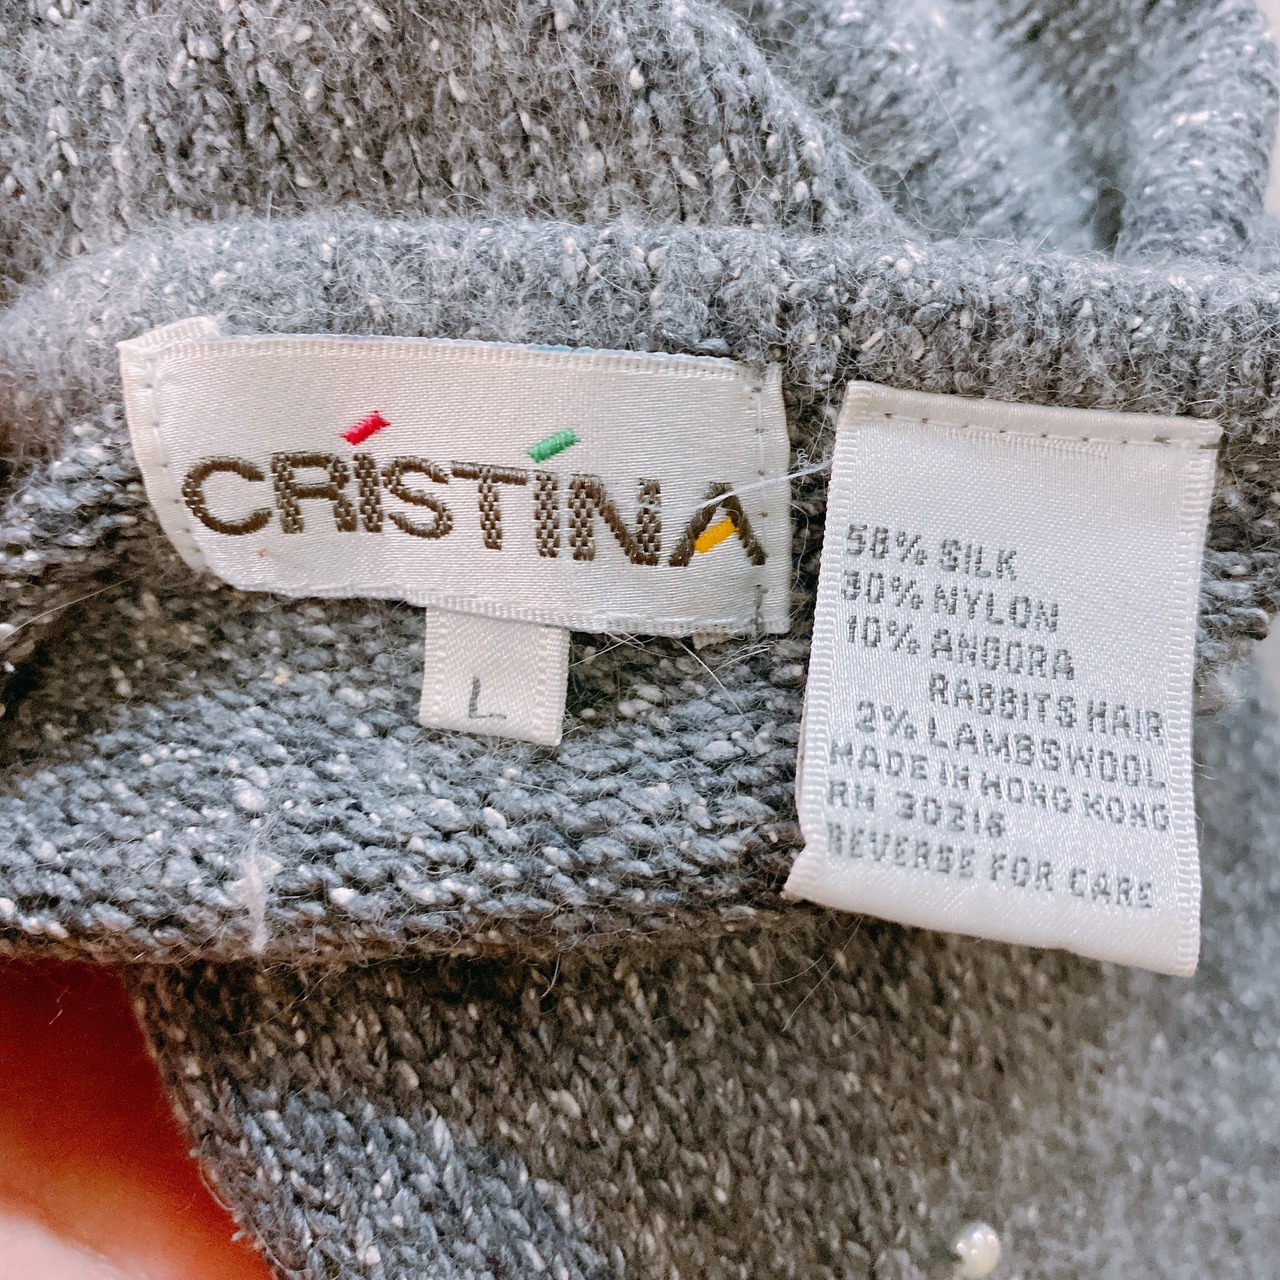 CRISTINA
L
58% SILK
30% NYLON
10% ANGORA
RABBITS HAIR
2% LAMBSWOOL
MADE IN HONG KONG
RN 30216
REVERSE FOR CARE